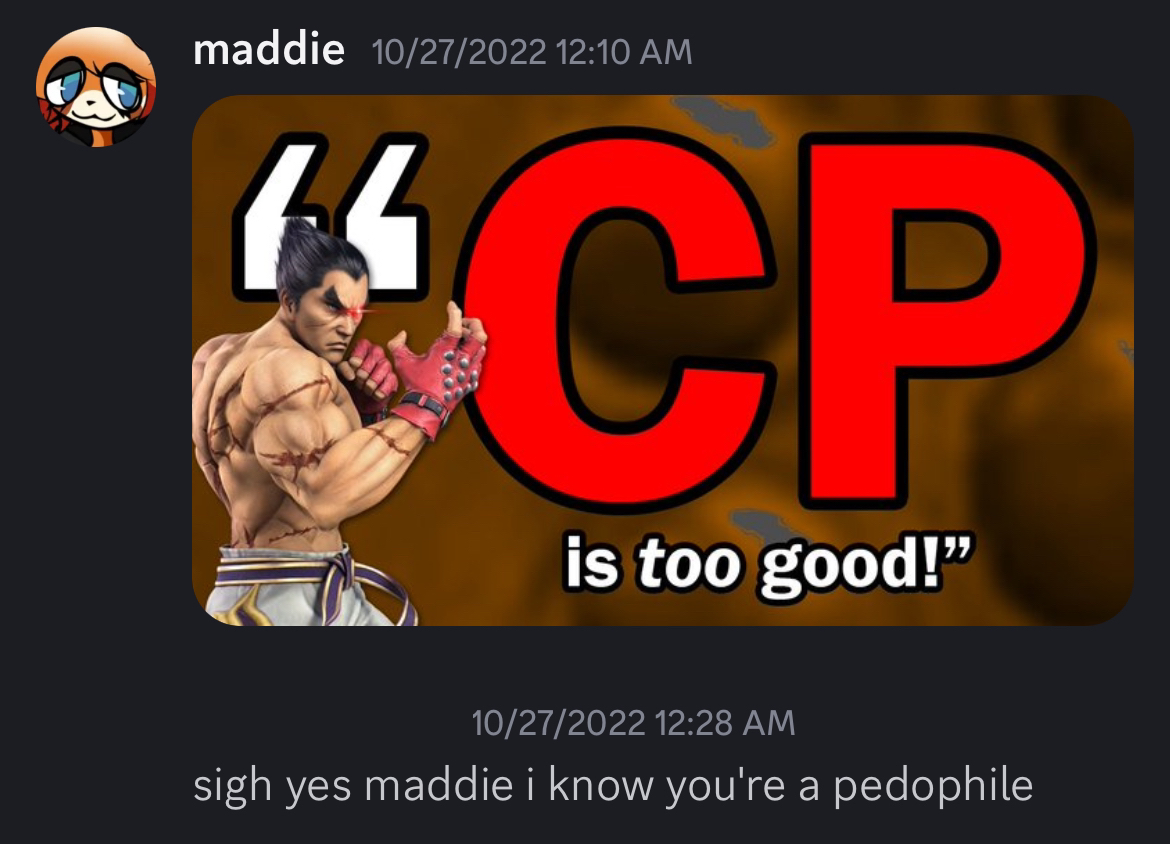 maddie 10/27/2022 12:10 AM
“CP
is too good!”
10/27/2022 12:28 AM
sigh yes maddie i know you're a pedophile